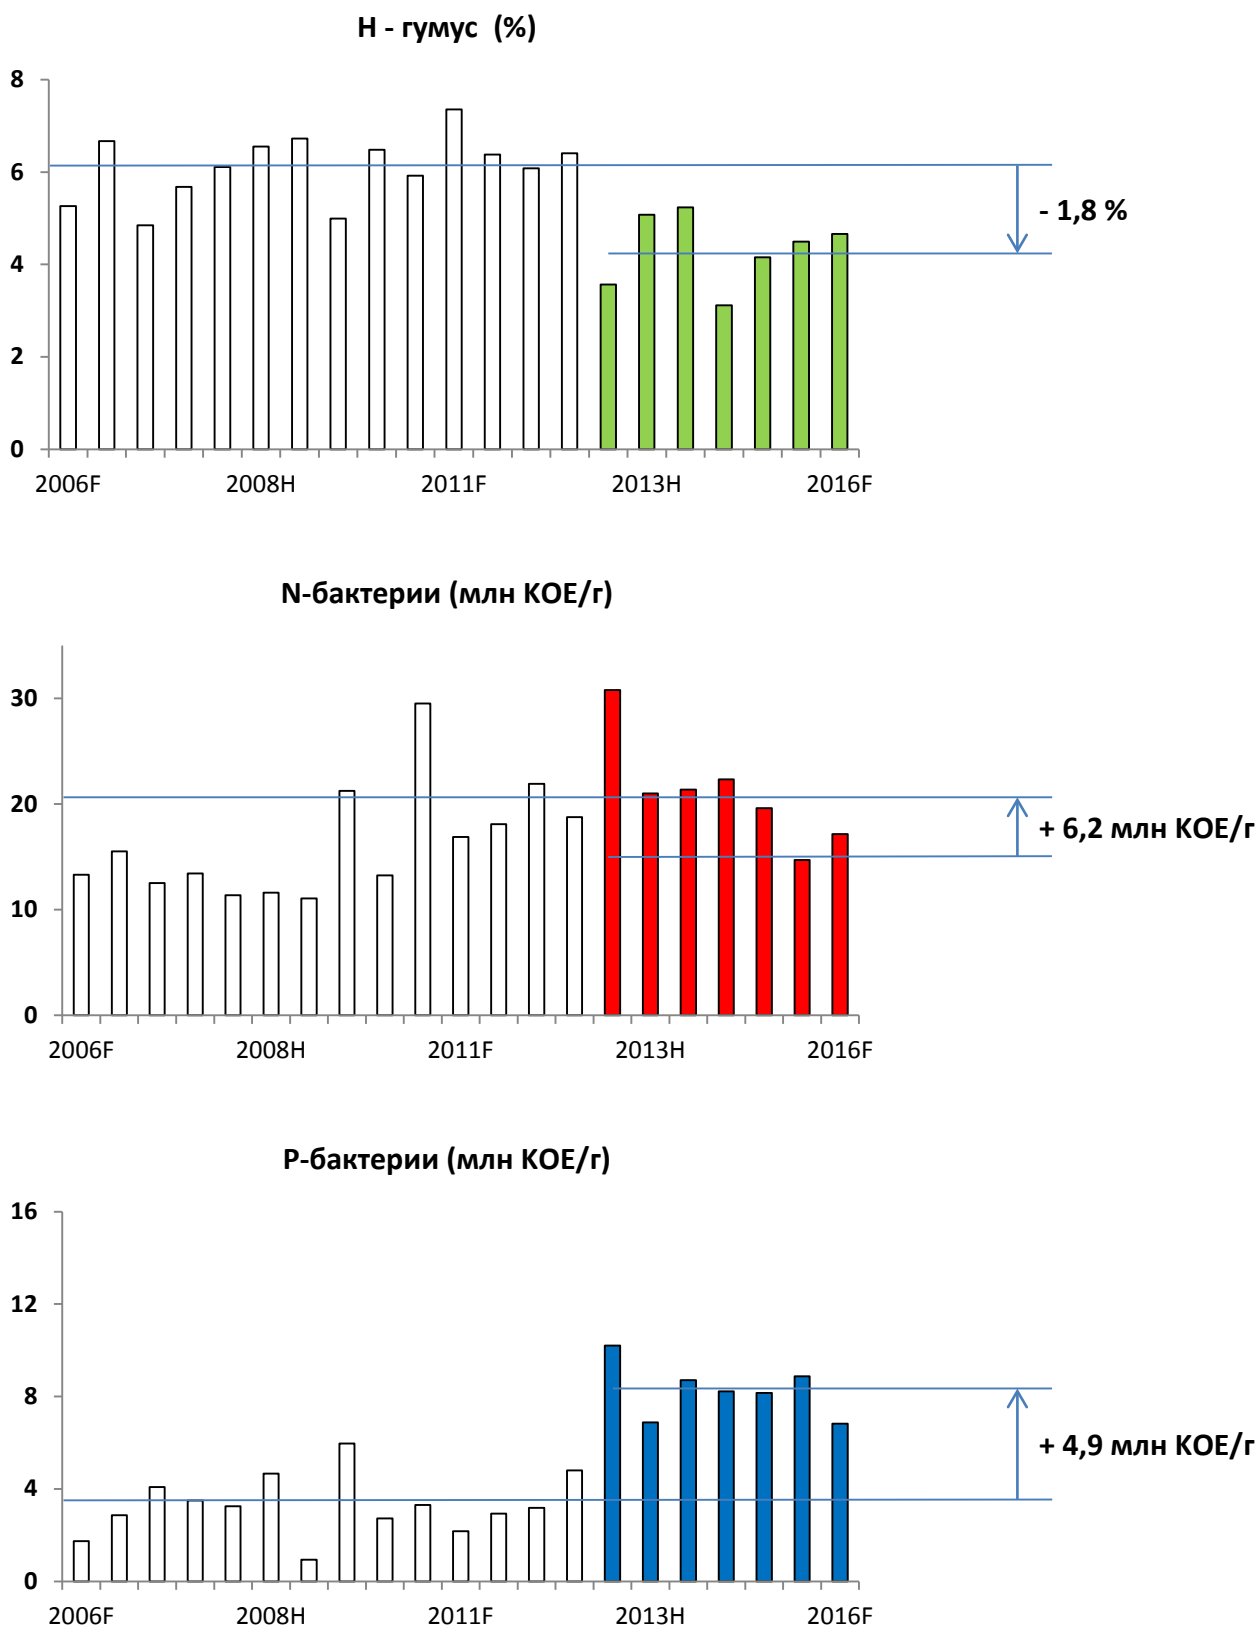 H - гумус (%)
8
6
4
2
0
- 1,8 %
2006F 2008H 2011F 2013H 2016F
N-бактерии (млн КОЕ/г)
30
20
10
0
+ 6,2 млн КОЕ/г
2006F 2008H 2011F 2013H 2016F
P-бактерии (млн КОЕ/г)
16
12
8
4
0
+ 4,9 млн КОЕ/г
2006F 2008H 2011F 2013H 2016F